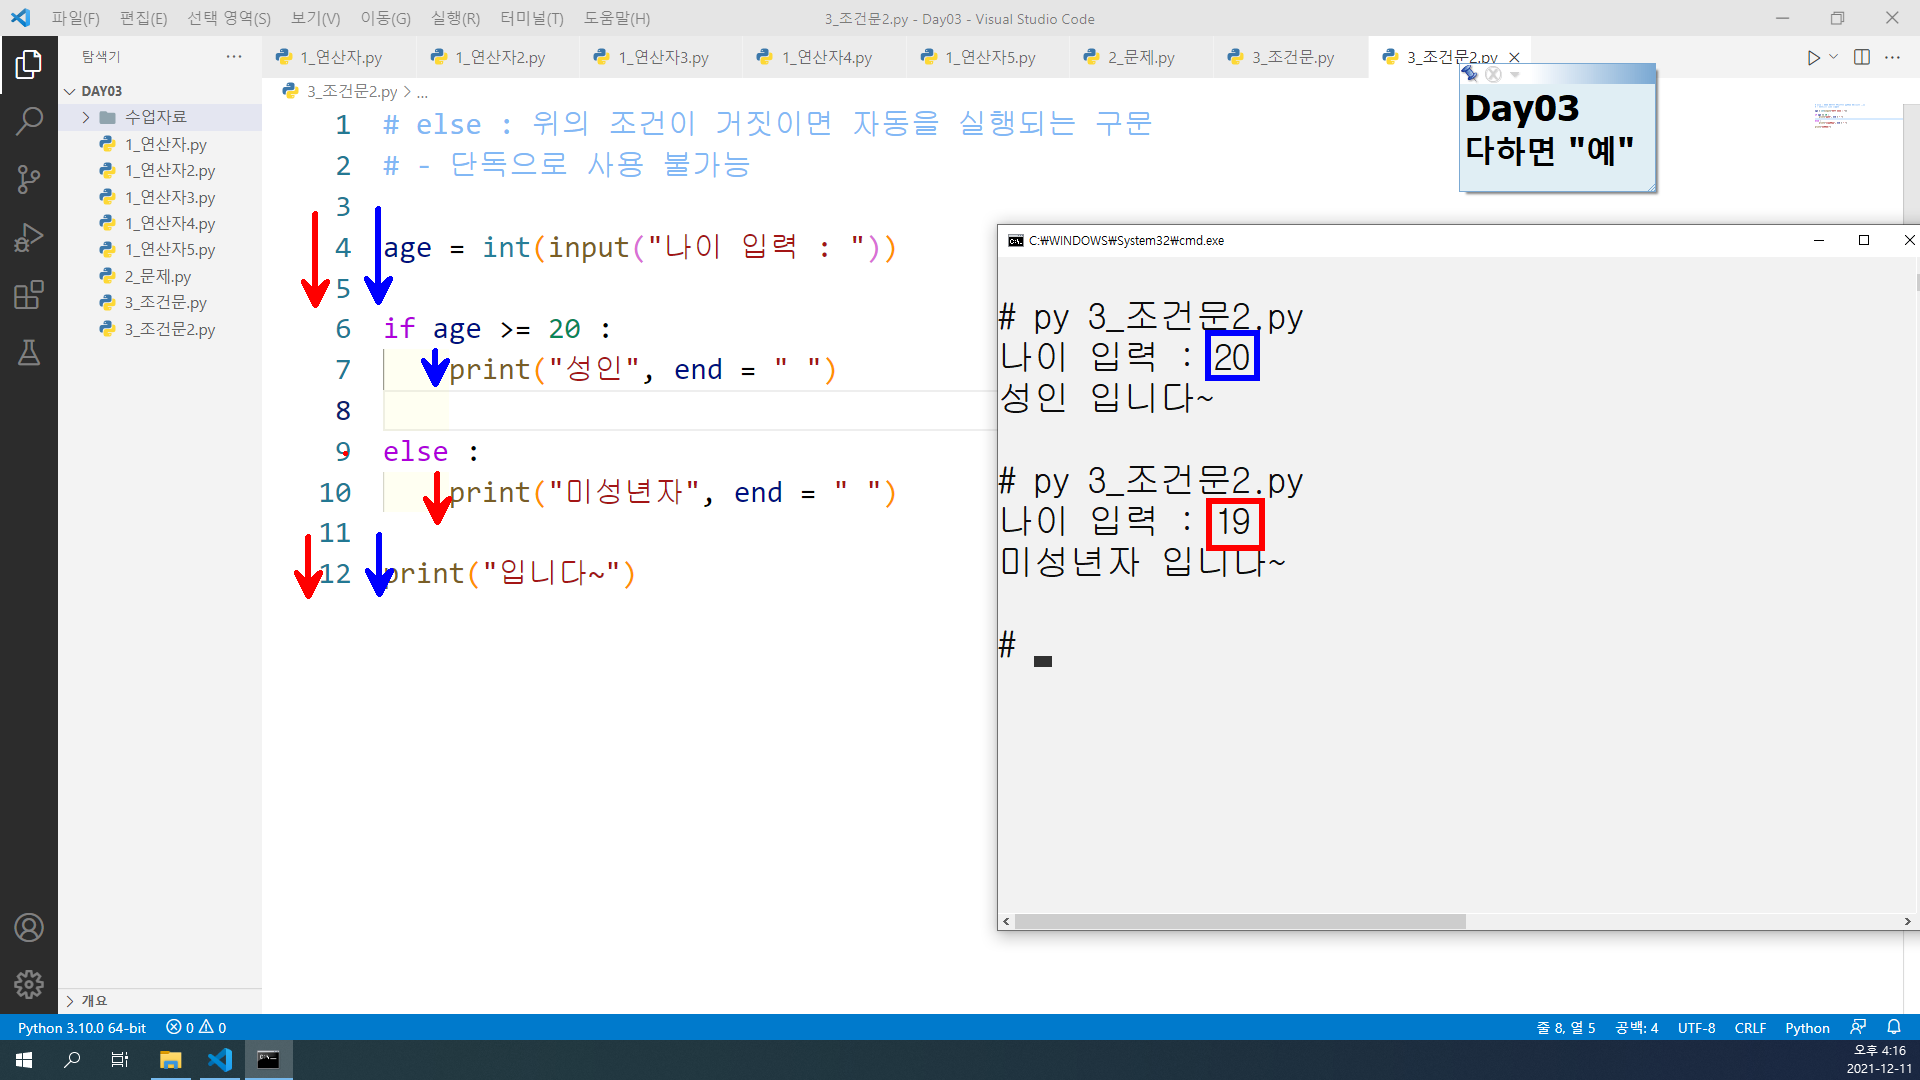 파일(F) 편집(E) 선택 영역(S) 보기(V) 이동(G) 실행(R) 터미널(T) 도움말(H) 3_조건문2.py - Day03 - Visual Studio Code
탐색기
1_연산자.py 1_연산자2.py 1_연산자3.py 1_연산자4.py 1_연산자5.py 2_문제.py 3_조건문.py 3_조건문2.py
DAY03
수업자료
1_연산자.py
1_연산자2.py
1_연산자3.py
1_연산자4.py
1_연산자5.py
2_문제.py
3_조건문.py
3_조건문2.py
개요
3_조건문2.py > ...
1 # else : 위의 조건이 거짓이면 자동을 실행되는 구문
2 # - 단독으로 사용 불가능
3
4 age = int(input("나이 입력 : "))
5
6 if age >= 20 :
7 print("성인", end = " ")
8
9 else :
10 print("미성년자", end = " ")
11
12 print("입니다~")
Day03
다하면 "예"
C:₩WINDOWS₩System32₩cmd.exe
# py 3_조건문2.py
나이 입력 : 20
성인 입니다~
# py 3_조건문2.py
나이 입력 : 19
미성년자 입니다~
#
Python 3.10.0 64-bit 0 0 줄 8, 열 5 공백: 4 UTF-8 CRLF Python
오후 4:16
2021-12-11